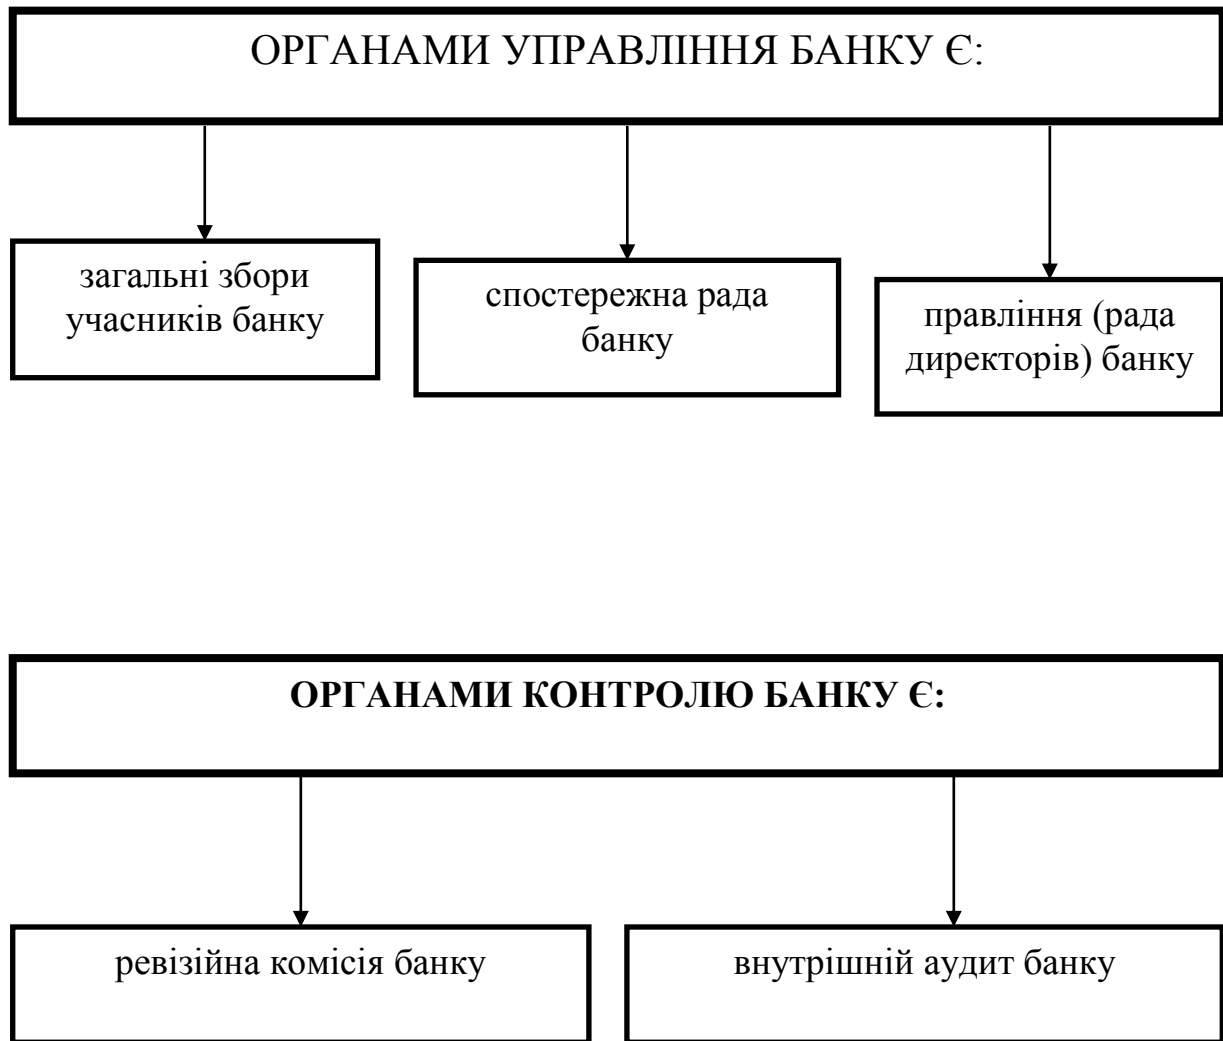 ОРГАНАМИ УПРАВЛІННЯ БАНКУ Є:
загальні збори
учасників банку
спостережна рада
банку
правління (рада
директорів) банку
ОРГАНАМИ КОНТРОЛЮ БАНКУ Є:
ревізійна комісія банку
внутрішній аудит банку